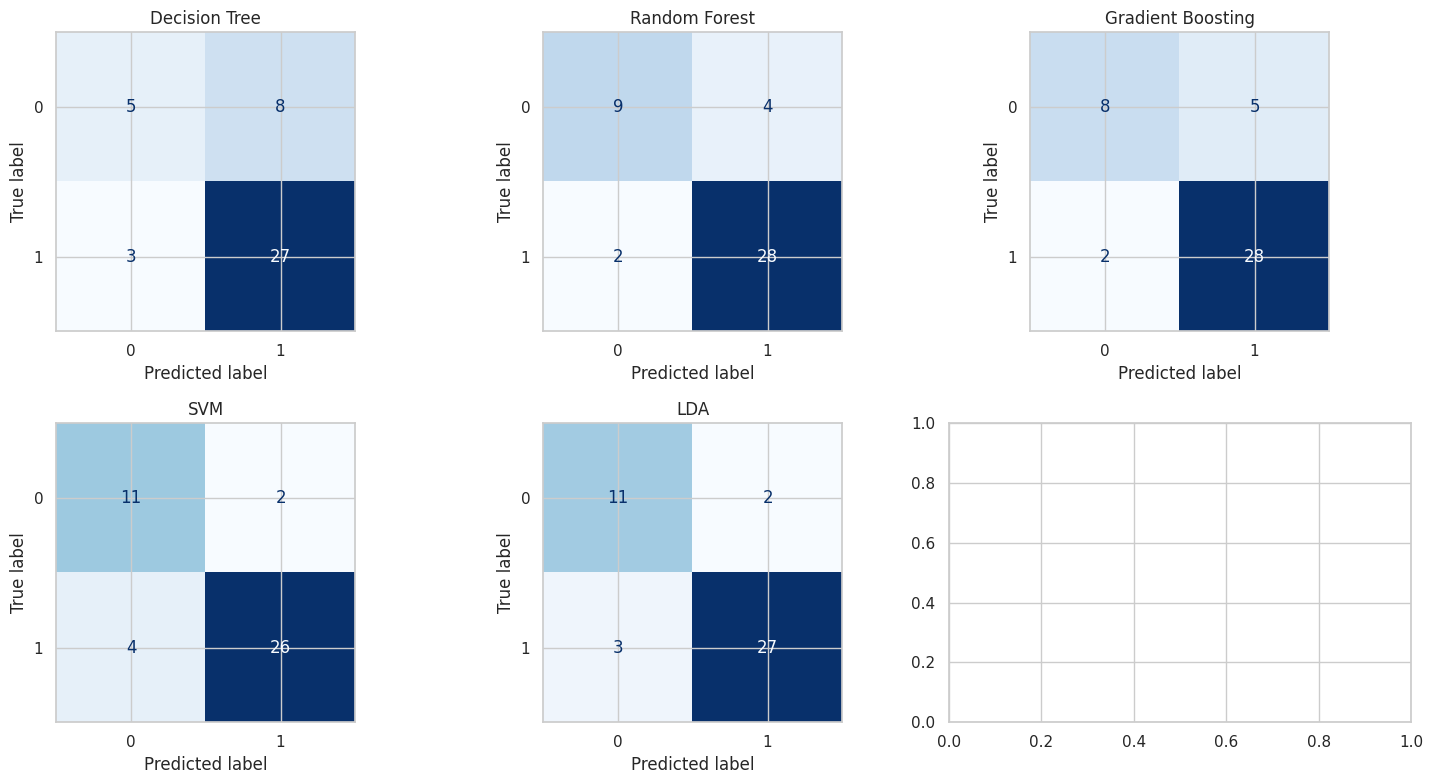 Decision Tree
0
5 8
True label
1
3 27
0 1
Predicted label
Random Forest
0
9 4
True label
1
2 28
0 1
Predicted label
Gradient Boosting
0
8 5
True label
1
2 28
0 1
Predicted label
SVM
0
11 2
True label
1
4 26
0 1
Predicted label
LDA
0
11 2
True label
1
3 27
0 1
Predicted label
1.0
0.8
0.6
0.4
0.2
0.0
0.0 0.2 0.4 0.6 0.8 1.0